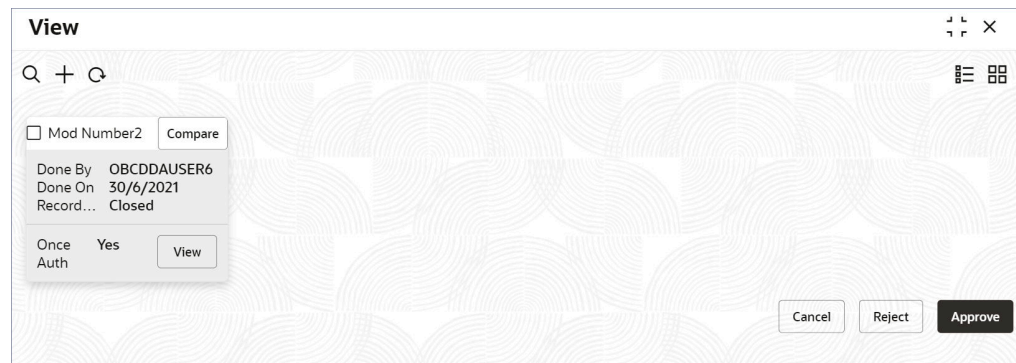 View
Mod Number2 Compare
Done By OBCDDAUSER6
Done On 30/6/2021
Record... Closed
Once Auth Yes View
Cancel Reject Approve